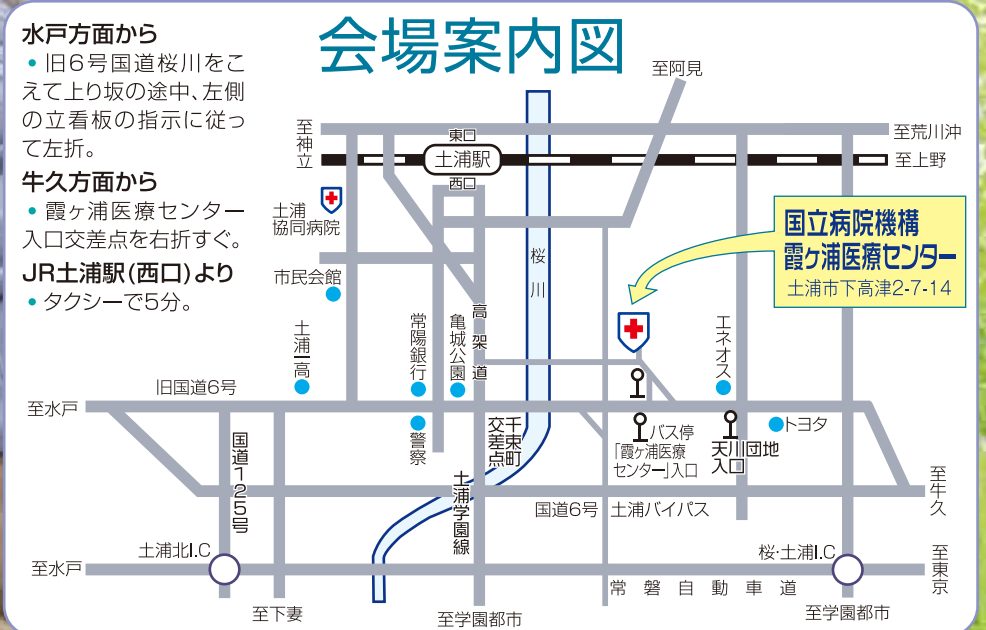 会場案内図
水戸方面から
• 旧6号国道桜川をこ
えて上り坂の途中、左側
の立看板の指示に従っ
て左折。
牛久方面から
• 霞ヶ浦医療センター
入口交差点を右折すぐ。
JR土浦駅(西口)より
• タクシーで5分。
至阿見
至神立
東口
土浦駅
西口
至荒川沖
至上野
土浦
協同病院
市民会館
桜川
国立病院機構
霞ヶ浦医療センター
土浦市下高津2-7-14
土浦一高
常陽銀行
亀城公園
高架道
エネオス
旧国道6号
至水戸
国道125号
警察
千束町
交差点
バス停
「霞ヶ浦医療
センター」入口
天川団地
入口
トヨタ
土浦学園線
国道6号
土浦バイパス
至牛久
土浦北I.C
桜・土浦I.C
至水戸
常磐自動車道
至東京
至下妻
至学園都市
至学園都市